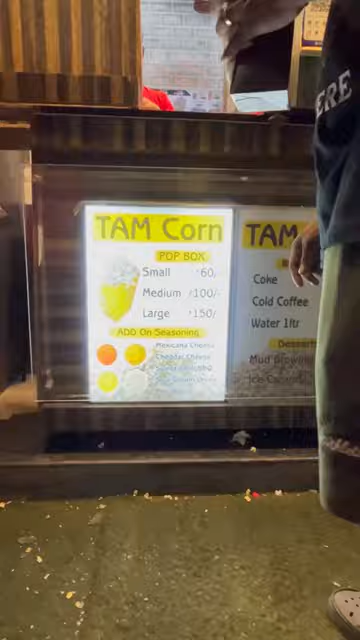 TAM Corn
POP BOX
Small ₹60/
Medium ₹100/-
Large ₹150/
ADD On Seasoning
Mexicana Cheese
Cheddar Cheese
TAM
Coke
Cold Coffee
Water 1ltr
Dessert
Mud Brownie
ERE